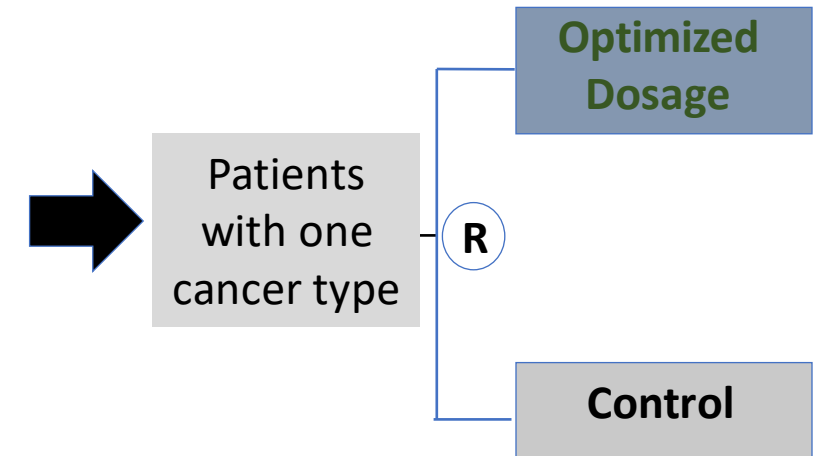 Optimized
Dosage
Patients
with one
cancer type
R
Control